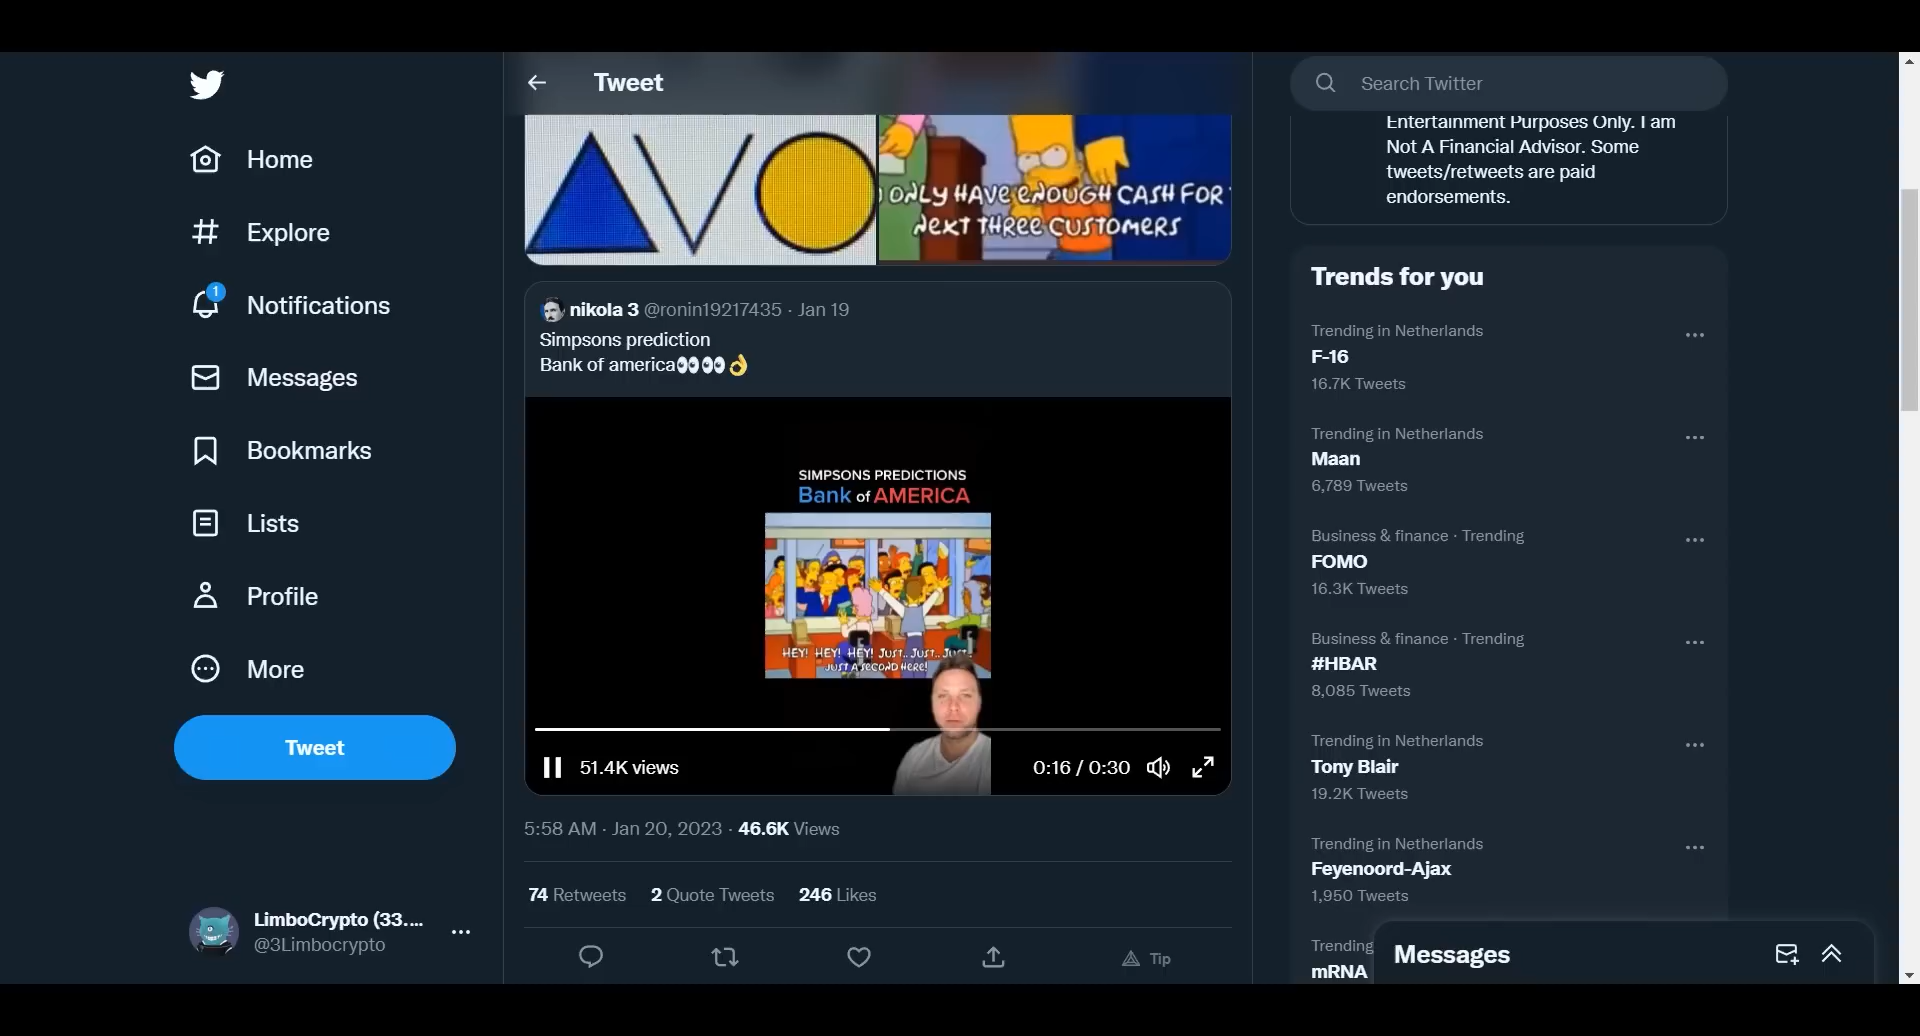 Tweet
Search Twitter
Home
Explore
1
Notifications
Messages
Bookmarks
Lists
Profile
More
Tweet
LimboCrypto (33....
@3Limbocrypto
AVO
ONLY HAVE ENOUGH CASH FOR
NEXT THREE CUSTOMERS
nikola 3 @ronin19217435 · Jan 19
Simpsons prediction
Bank of america👀👀👌
SIMPSONS PREDICTIONS
Bank of AMERICA
HEY! HEY! HEY! JUST.. JUST.. JUST..
JUST A SECOND HERE!
51.4K views
0:16 / 0:30
5:58 AM · Jan 20, 2023 · 46.6K Views
74 Retweets 2 Quote Tweets 246 Likes
Tip
Entertainment Purposes Only. I am
Not A Financial Advisor. Some
tweets/retweets are paid
endorsements.
Trends for you
Trending in Netherlands
F-16
16.7K Tweets
Trending in Netherlands
Maan
6,789 Tweets
Business & finance · Trending
FOMO
16.3K Tweets
Business & finance · Trending
#HBAR
8,085 Tweets
Trending in Netherlands
Tony Blair
19.2K Tweets
Trending in Netherlands
Feyenoord-Ajax
1,950 Tweets
Trending
mRNA
Messages